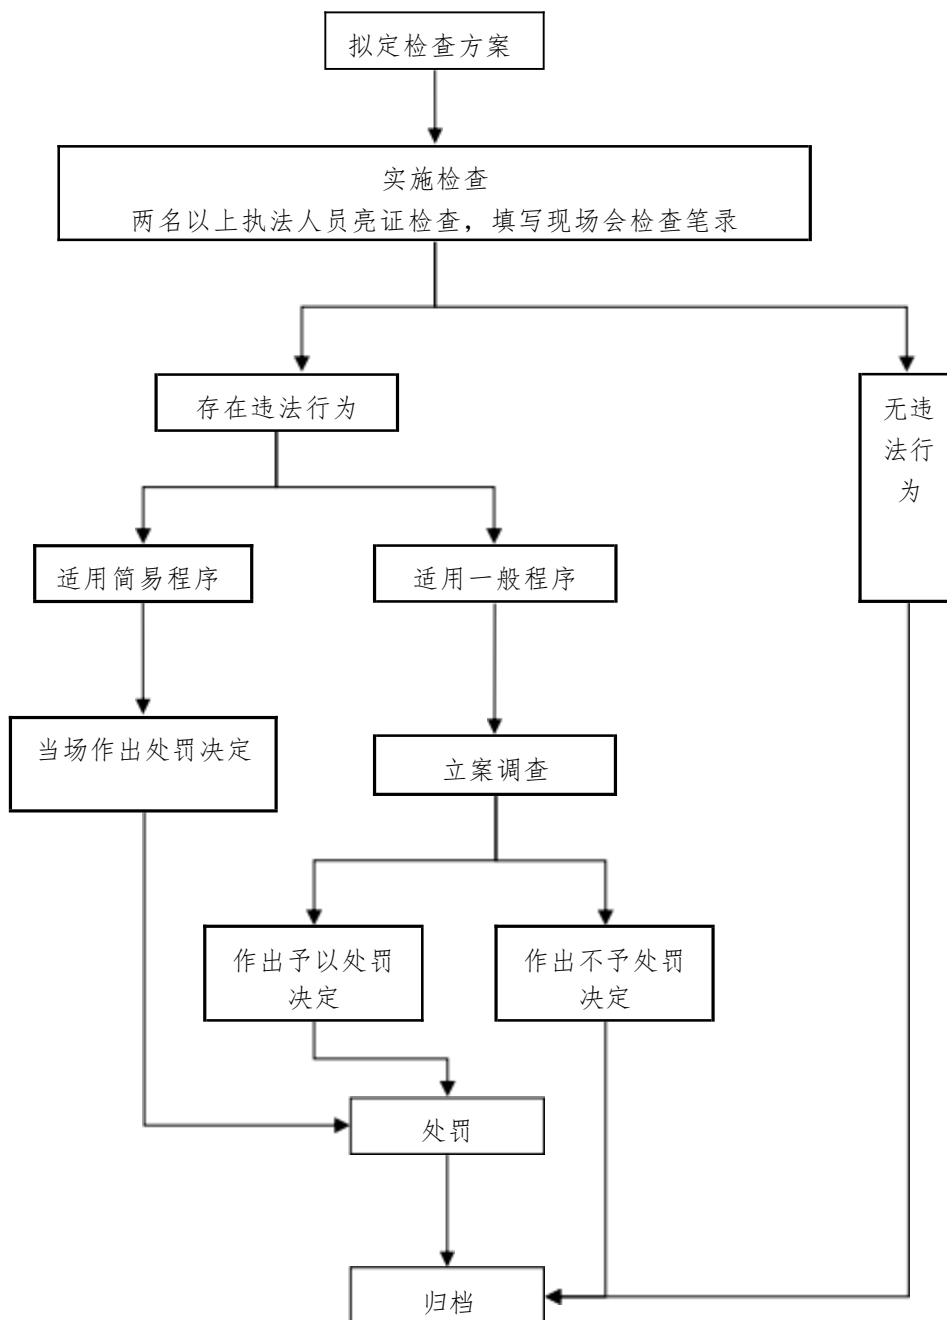 拟定检查方案
实施检查
两名以上执法人员亮证检查，填写现场会检查笔录
存在违法行为
无违
法行
为
适用简易程序
适用一般程序
当场作出处罚决定
立案调查
作出予以处罚
决定
作出不予处罚
决定
处罚
归档